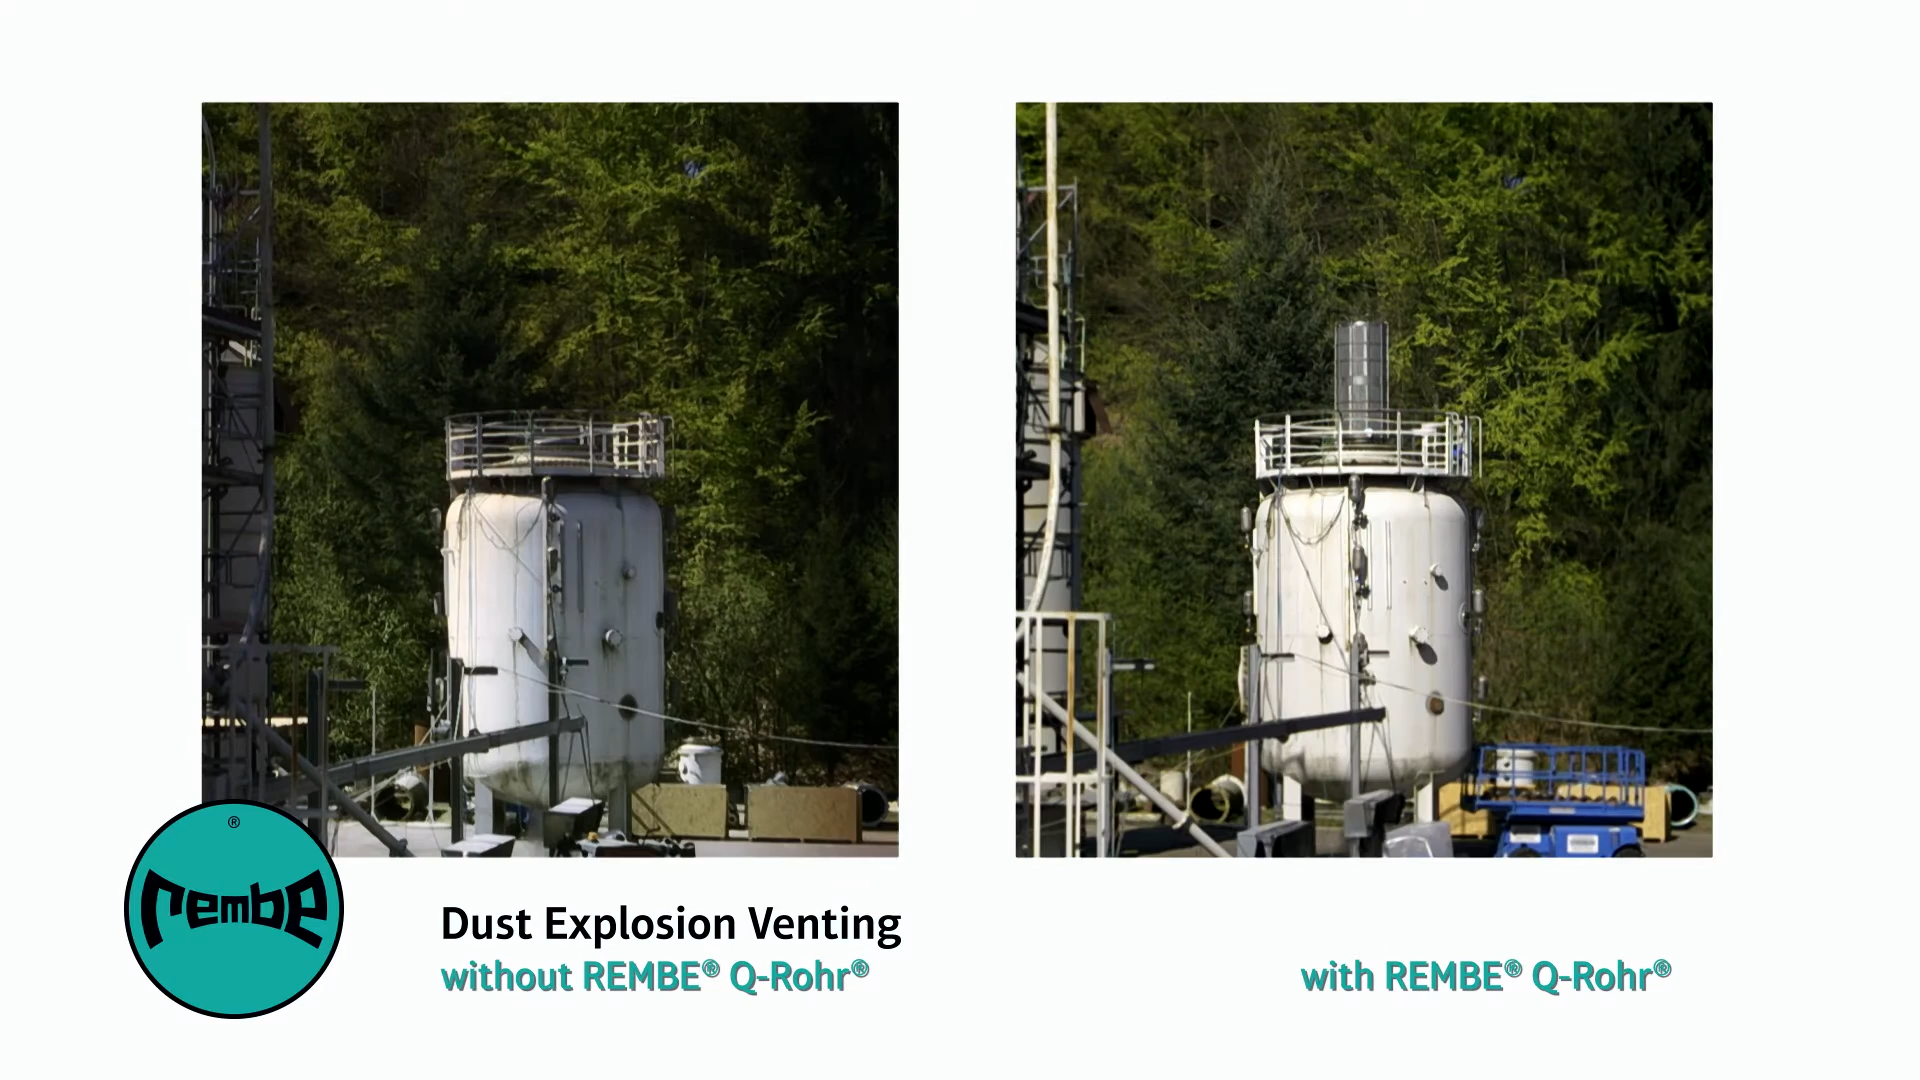 ®
rembe
Dust Explosion Venting
without REMBE® Q-Rohr®
with REMBE® Q-Rohr®